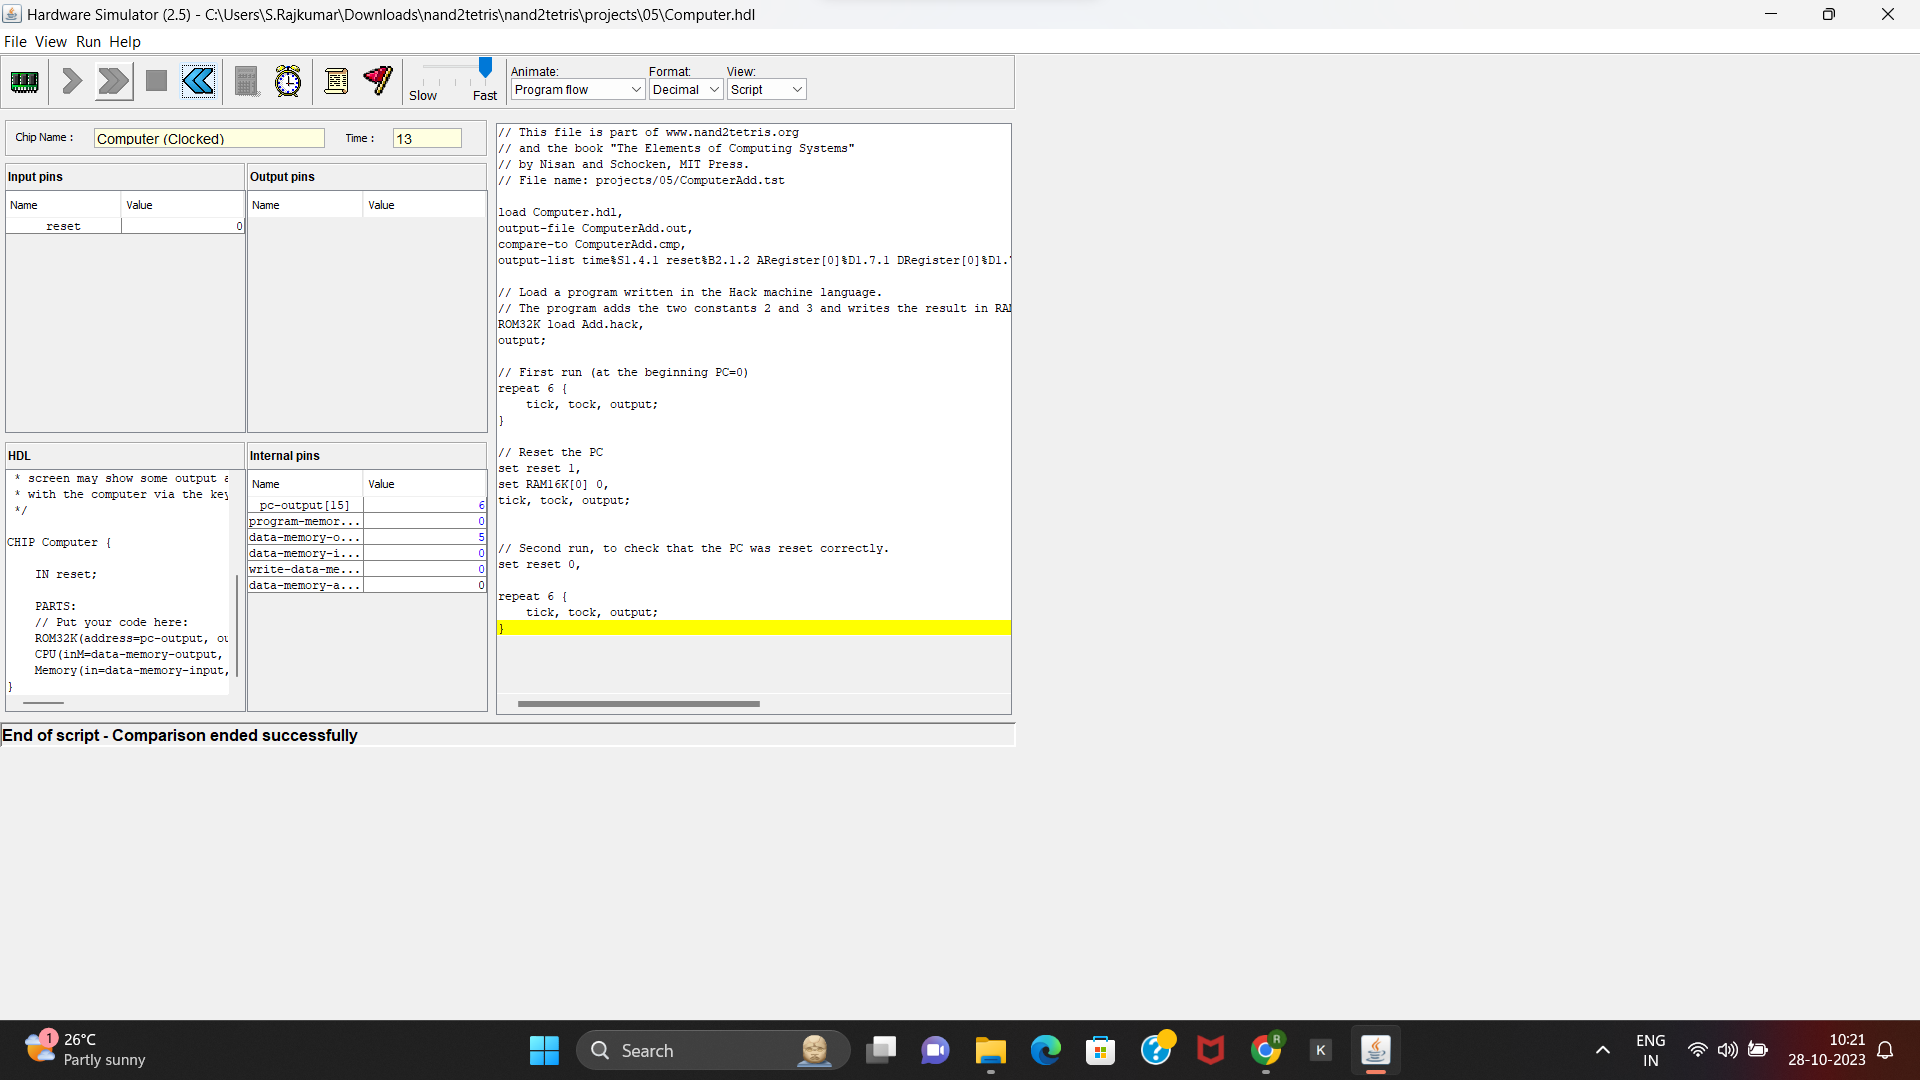 Hardware Simulator (2.5) - C:\Users\S.Rajkumar\Downloads\nand2tetris\nand2tetris\projects\05\Computer.hdl
File View Run Help
Slow Fast
Animate:
Program flow
Format:
Decimal
View:
Script
Chip Name :
Computer (Clocked)
Time :
13
Input pins
Name Value
reset 0
Output pins
Name Value
HDL
* screen may show some output a
* with the computer via the key
*/
CHIP Computer {
IN reset;
PARTS:
// Put your code here:
ROM32K(address=pc-output, ou
CPU(inM=data-memory-output,
Memory(in=data-memory-input,
}
Internal pins
Name Value
pc-output[15] 6
program-memor... 0
data-memory-o... 5
data-memory-i... 0
write-data-me... 0
data-memory-a... 0
// This file is part of www.nand2tetris.org
// and the book "The Elements of Computing Systems"
// by Nisan and Schocken, MIT Press.
// File name: projects/05/ComputerAdd.tst
load Computer.hdl,
output-file ComputerAdd.out,
compare-to ComputerAdd.cmp,
output-list time%S1.4.1 reset%B2.1.2 ARegister[0]%D1.7.1 DRegister[0]%D1.
// Load a program written in the Hack machine language.
// The program adds the two constants 2 and 3 and writes the result in RA
ROM32K load Add.hack,
output;
// First run (at the beginning PC=0)
repeat 6 {
tick, tock, output;
}
// Reset the PC
set reset 1,
set RAM16K[0] 0,
tick, tock, output;
// Second run, to check that the PC was reset correctly.
set reset 0,
repeat 6 {
tick, tock, output;
}
End of script - Comparison ended successfully
1
26°C
Partly sunny
Search
R
K
ENG
IN
10:21
28-10-2023